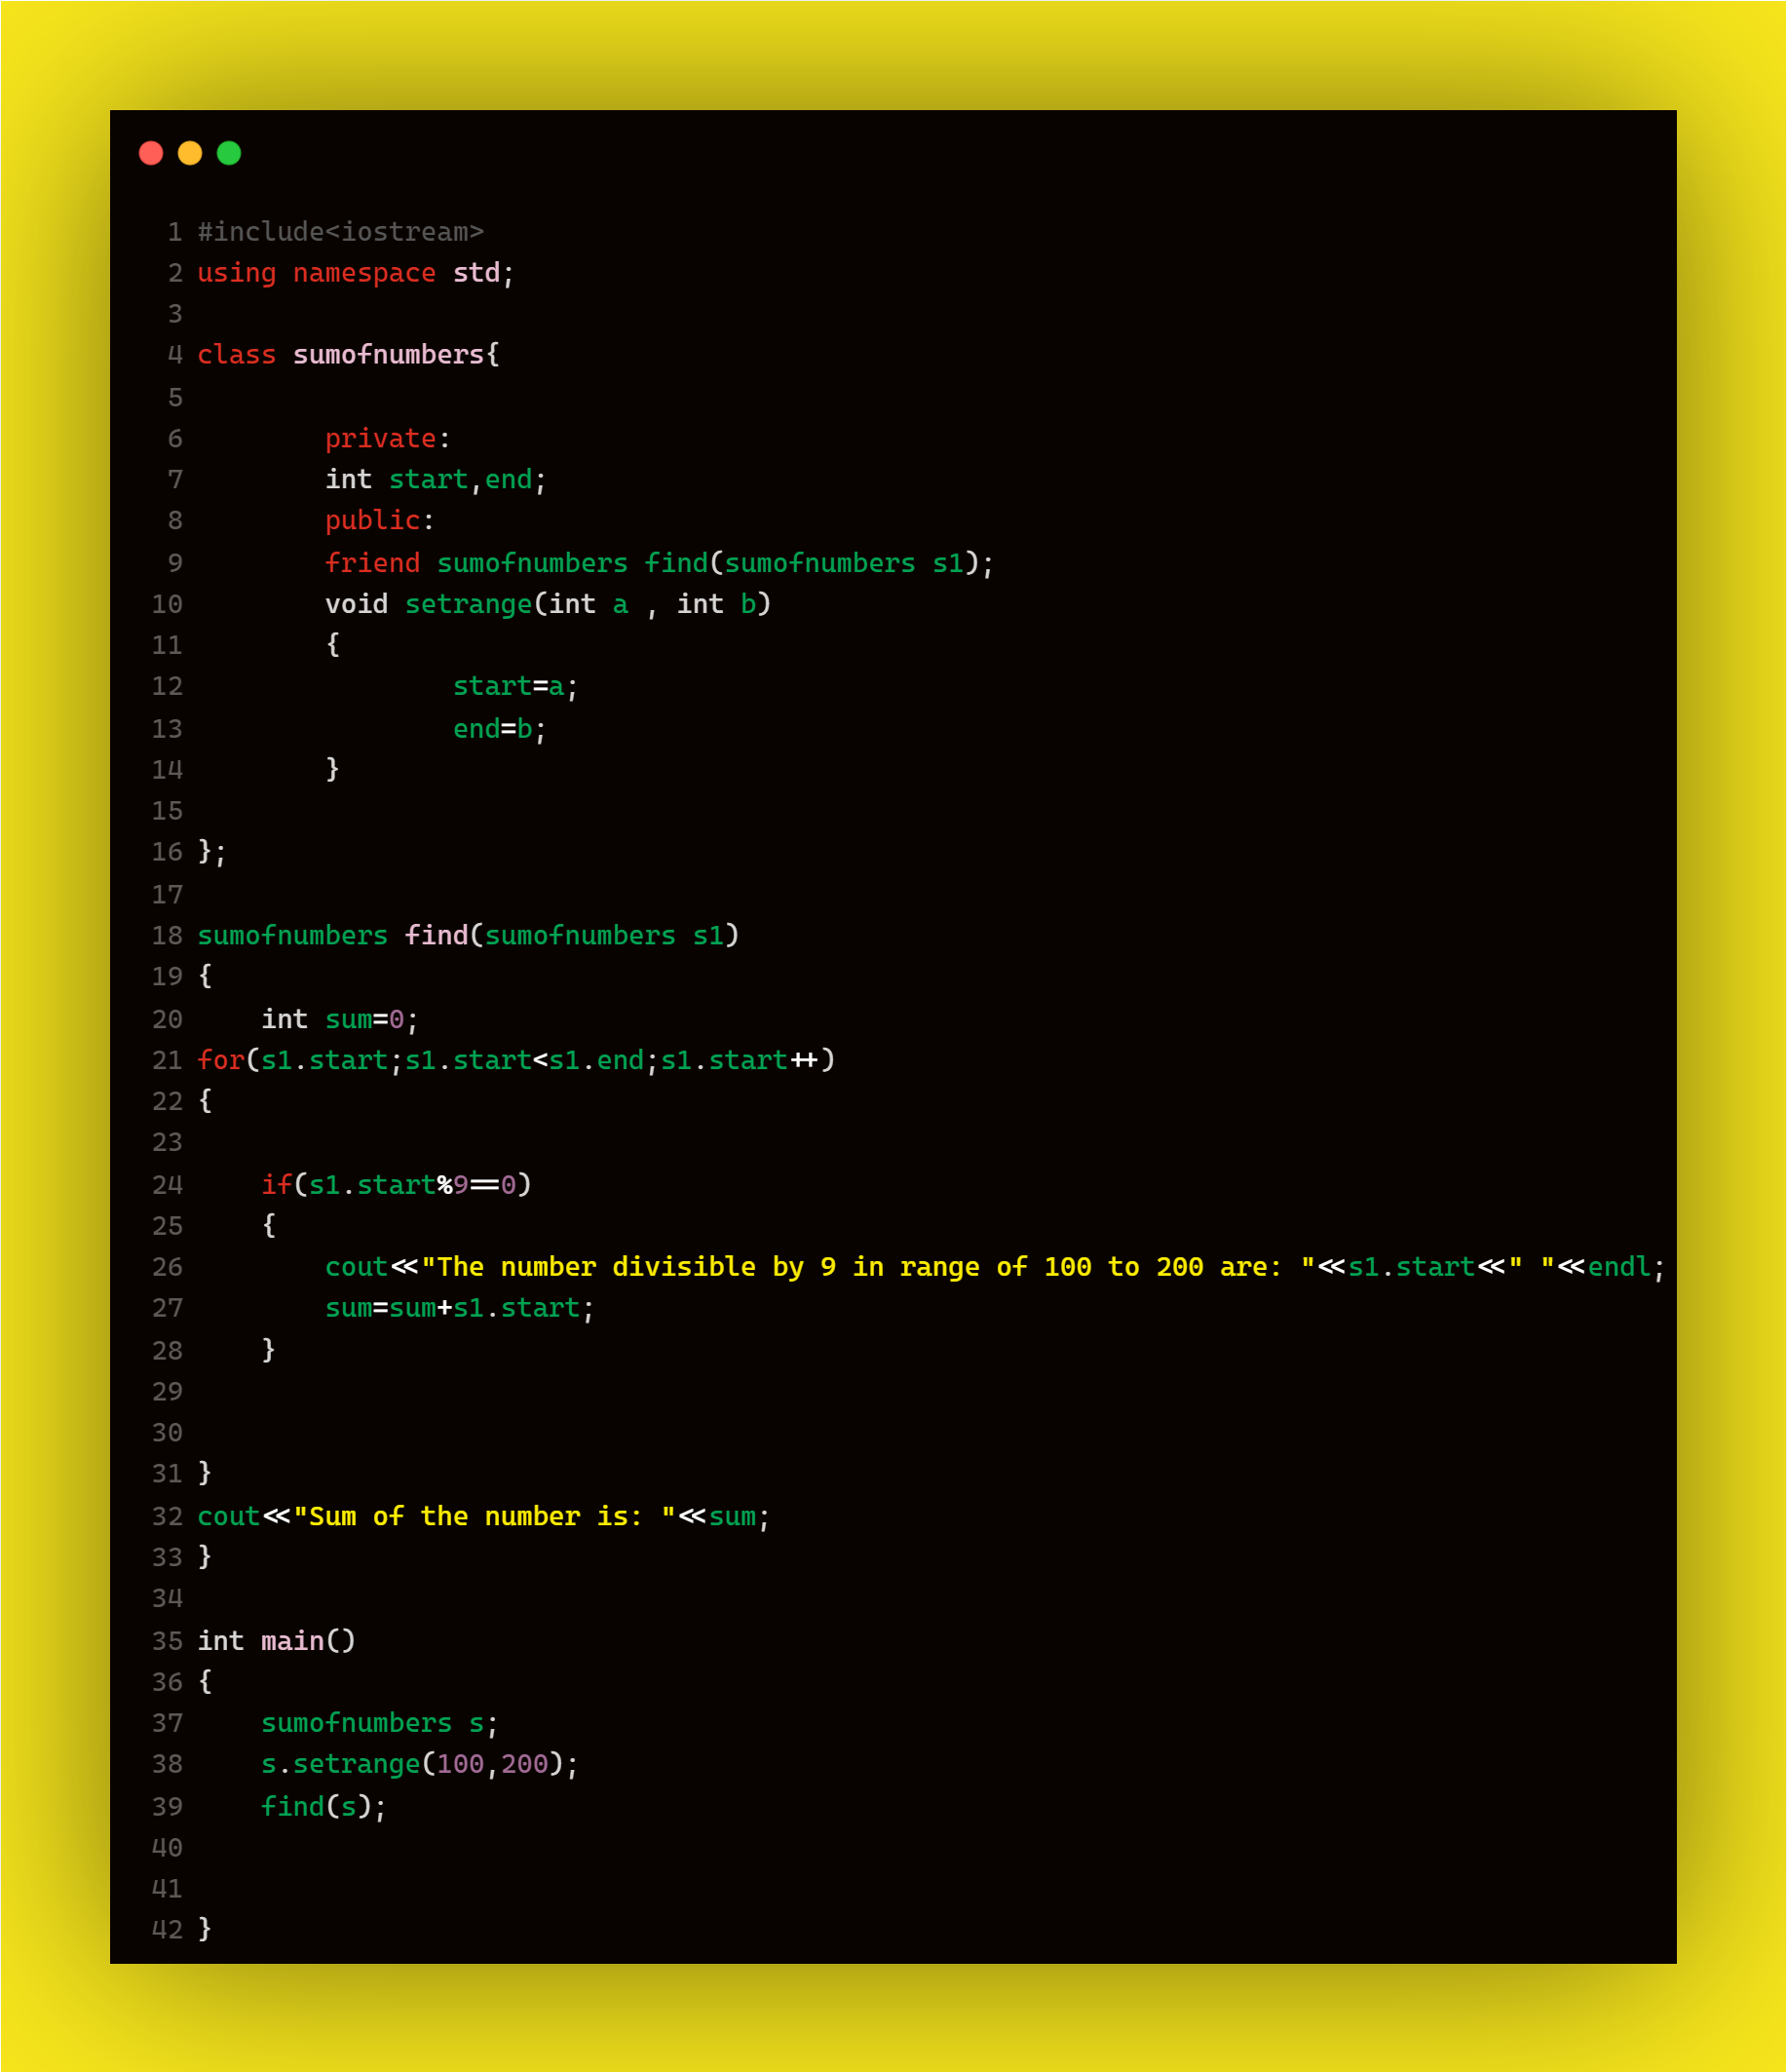 1 #include<iostream>
2 using namespace std;
3
4 class sumofnumbers{
5
6         private:
7         int start,end;
8         public:
9         friend sumofnumbers find(sumofnumbers s1);
10         void setrange(int a , int b)
11         {
12                 start=a;
13                 end=b;
14         }
15
16 };
17
18 sumofnumbers find(sumofnumbers s1)
19 {
20     int sum=0;
21 for(s1.start;s1.start<s1.end;s1.start++)
22 {
23
24     if(s1.start%9==0)
25     {
26         cout<<"The number divisible by 9 in range of 100 to 200 are: "<<s1.start<<" "<<endl;
27         sum=sum+s1.start;
28     }
29
30
31 }
32 cout<<"Sum of the number is: "<<sum;
33 }
34
35 int main()
36 {
37     sumofnumbers s;
38     s.setrange(100,200);
39     find(s);
40
41
42 }